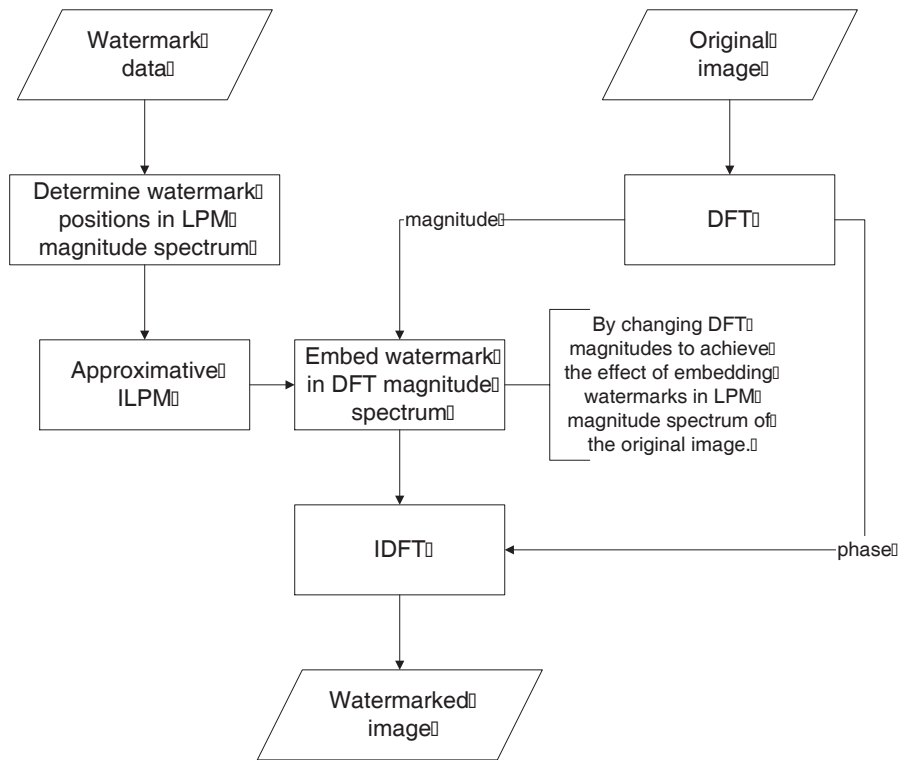 Watermark
data
Original
image
Determine watermark
positions in LPM
magnitude spectrum
magnitude
DFT
Approximative
ILPM
Embed watermark
in DFT magnitude
spectrum
By changing DFT
magnitudes to achieve
the effect of embedding
watermarks in LPM
magnitude spectrum of
the original image.
IDFT
phase
Watermarked
image